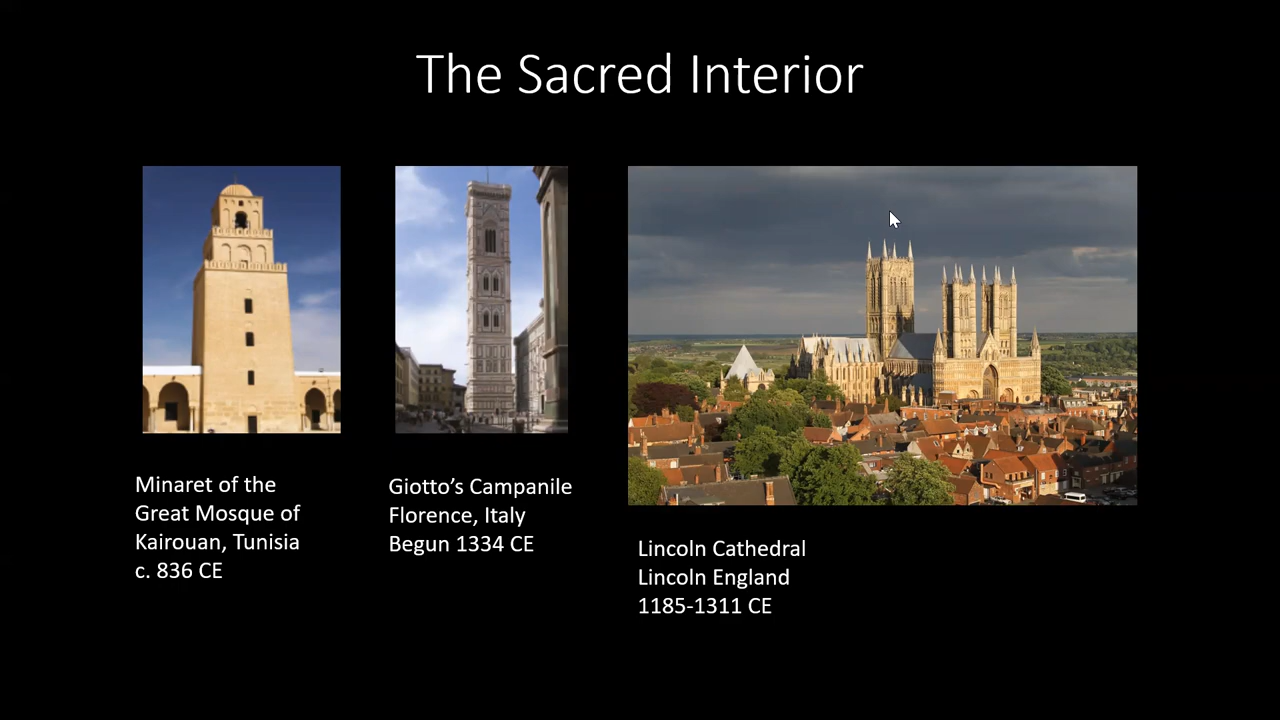 The Sacred Interior
Minaret of the
Great Mosque of
Kairouan, Tunisia
c. 836 CE
Giotto’s Campanile
Florence, Italy
Begun 1334 CE
Lincoln Cathedral
Lincoln England
1185-1311 CE